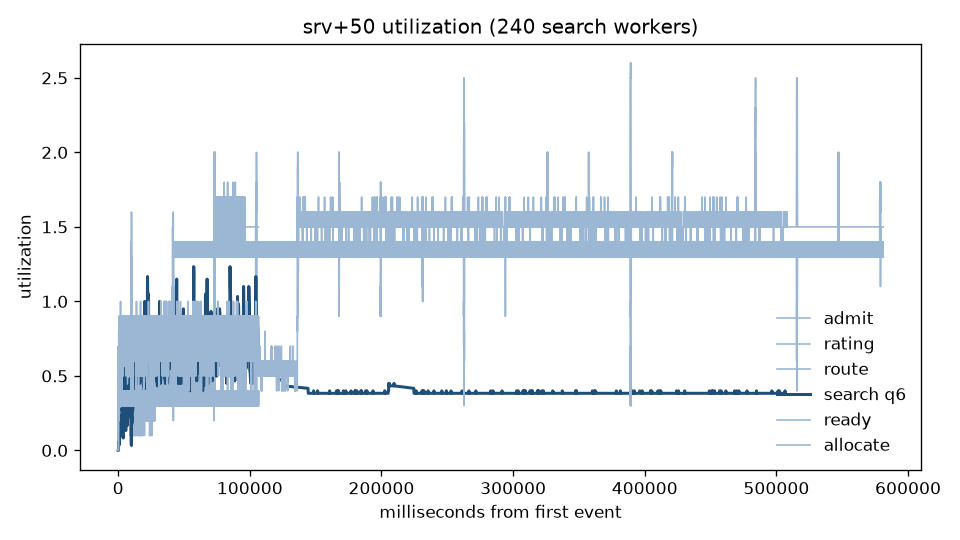 srv+50 utilization (240 search workers)
utilization
2.5
2.0
1.5
1.0
0.5
0.0
admit
rating
route
search q6
ready
allocate
0 100000 200000 300000 400000 500000 600000
milliseconds from first event